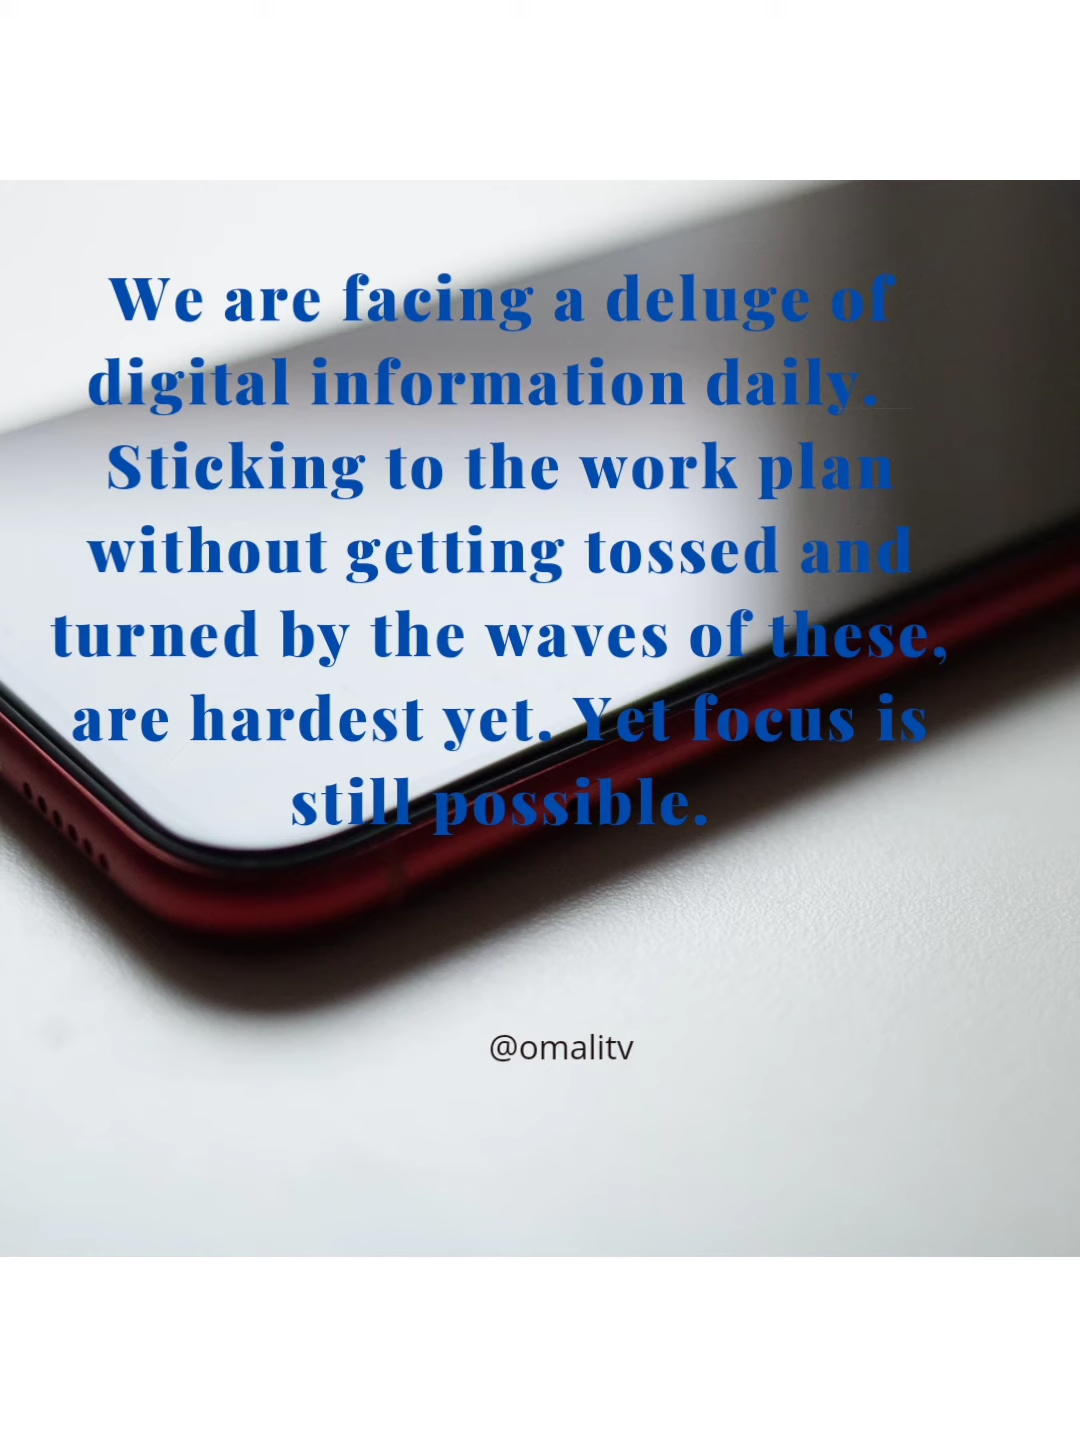 We are facing a deluge of
digital information daily.
Sticking to the work plan
without getting tossed and
turned by the waves of these,
are hardest yet. Yet focus is
still possible.
@omalitv